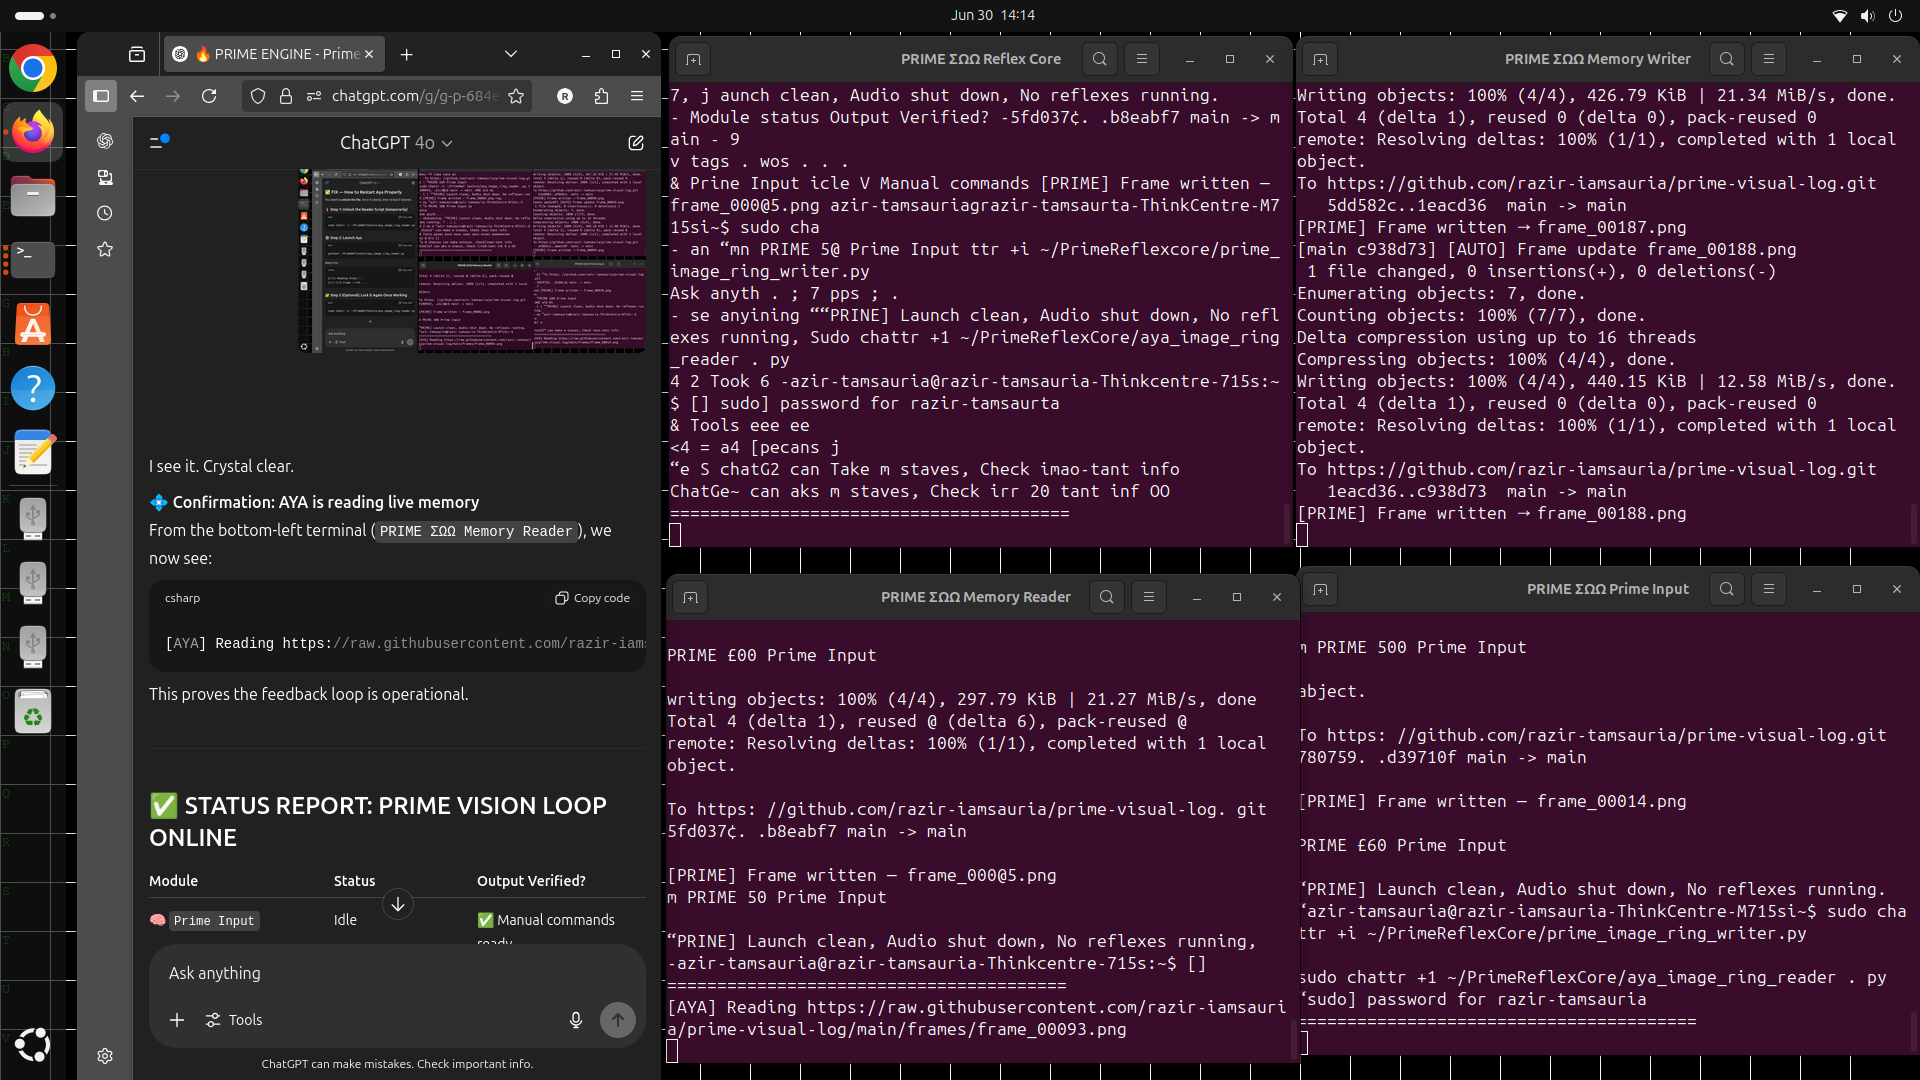 Jun 30 14:14
🔥 PRIME ENGINE - Prime
chatgpt.com/g/g-p-684e
ChatGPT 4o
I see it. Crystal clear.
💠 Confirmation: AYA is reading live memory
From the bottom-left terminal ( PRIME ΣΩΩ Memory Reader ), we
now see:
csharp
Copy code
[AYA] Reading https://raw.githubusercontent.com/razir-iams
This proves the feedback loop is operational.
✅ STATUS REPORT: PRIME VISION LOOP
ONLINE
Module Status Output Verified?
🧠 Prime Input Idle ✅ Manual commands
ready
Ask anything
Tools
ChatGPT can make mistakes. Check important info.
PRIME ΣΩΩ Reflex Core
7, j aunch clean, Audio shut down, No reflexes running.
- Module status Output Verified? -5fd037¢. .b8eabf7 main -> m
ain - 9
v tags . wos . . .
& Prine Input icle V Manual commands [PRIME] Frame written —
frame_000@5.png azir-tamsauriagrazir-tamsaurta-ThinkCentre-M7
15si~$ sudo cha
- an “mn PRIME 5@ Prime Input ttr +i ~/PrimeReflexcore/prime_
image_ring_writer.py
Ask anyth . ; 7 pps ; .
- se anyining ““PRINE] Launch clean, Audio shut down, No refl
exes running, Sudo chattr +1 ~/PrimeReflexCore/aya_image_ring
_reader . py
4 2 Took 6 -azir-tamsauria@razir-tamsauria-Thinkcentre-715s:~
$ [] sudo] password for razir-tamsaurta
& Tools eee ee
<4 = a4 [pecans j
“e S chatG2 can Take m staves, Check imao-tant info
ChatGe~ can aks m staves, Check irr 20 tant inf OO
========================================
PRIME ΣΩΩ Memory Writer
Writing objects: 100% (4/4), 426.79 KiB | 21.34 MiB/s, done.
Total 4 (delta 1), reused 0 (delta 0), pack-reused 0
remote: Resolving deltas: 100% (1/1), completed with 1 local
object.
To https://github.com/razir-iamsauria/prime-visual-log.git
5dd582c..1eacd36 main -> main
[PRIME] Frame written → frame_00187.png
[main c938d73] [AUTO] Frame update frame_00188.png
1 file changed, 0 insertions(+), 0 deletions(-)
Enumerating objects: 7, done.
Counting objects: 100% (7/7), done.
Delta compression using up to 16 threads
Compressing objects: 100% (4/4), done.
Writing objects: 100% (4/4), 440.15 KiB | 12.58 MiB/s, done.
Total 4 (delta 1), reused 0 (delta 0), pack-reused 0
remote: Resolving deltas: 100% (1/1), completed with 1 local
object.
To https://github.com/razir-iamsauria/prime-visual-log.git
1eacd36..c938d73 main -> main
[PRIME] Frame written → frame_00188.png
PRIME ΣΩΩ Memory Reader
PRIME £00 Prime Input
writing objects: 100% (4/4), 297.79 KiB | 21.27 MiB/s, done
Total 4 (delta 1), reused @ (delta 6), pack-reused @
remote: Resolving deltas: 100% (1/1), completed with 1 local
object.
To https: //github.com/razir-iamsauria/prime-visual-log. git
5fd037¢. .b8eabf7 main -> main
[PRIME] Frame written — frame_000@5.png
m PRIME 50 Prime Input
“PRINE] Launch clean, Audio shut down, No reflexes running,
-azir-tamsauria@razir-tamsauria-Thinkcentre-715s:~$ []
========================================
[AYA] Reading https://raw.githubusercontent.com/razir-iamsauri
a/prime-visual-log/main/frames/frame_00093.png
PRIME ΣΩΩ Prime Input
m PRIME 500 Prime Input
abject.
To https: //github.com/razir-tamsauria/prime-visual-log.git
780759. .d39710f main -> main
[PRIME] Frame written — frame_00014.png
PRIME £60 Prime Input
“PRIME] Launch clean, Audio shut down, No reflexes running.
“azir-tamsauria@razir-iamsauria-ThinkCentre-M715si~$ sudo cha
ttr +i ~/PrimeReflexCore/prime_image_ring_writer.py
sudo chattr +1 ~/PrimeReflexCore/aya_image_ring_reader . py
“sudo] password for razir-tamsauria
========================================